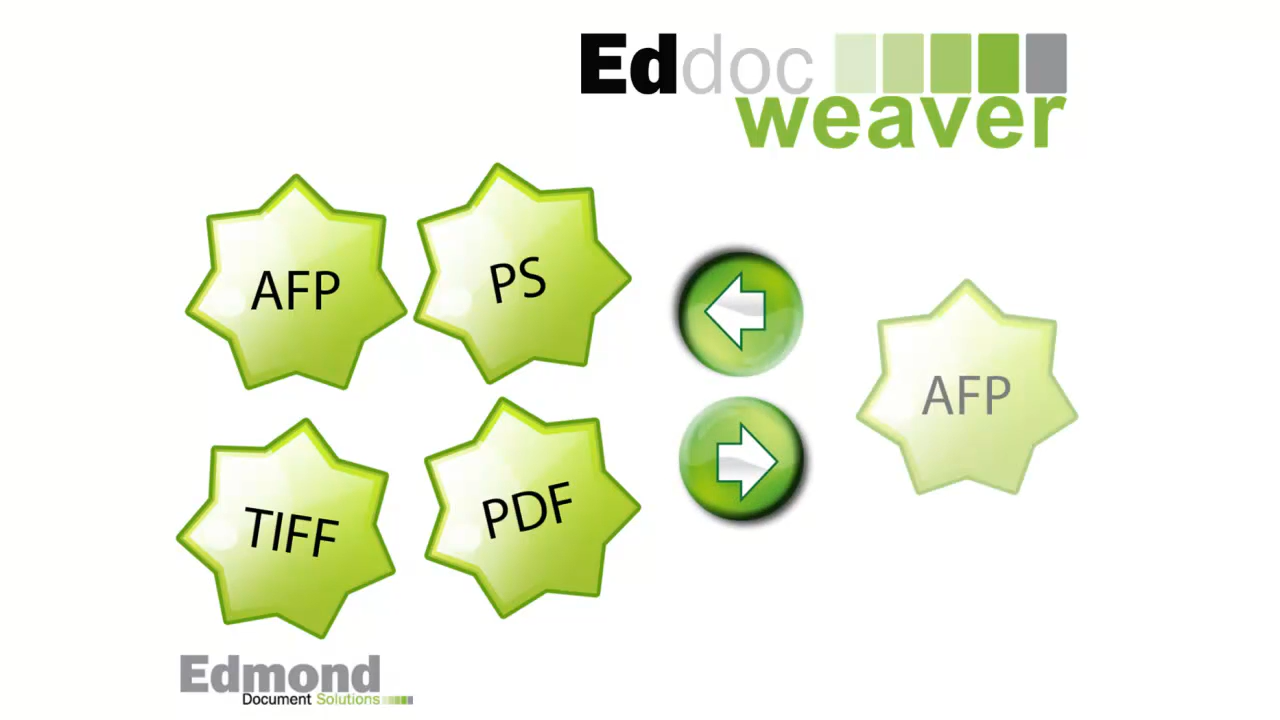 Eddoc
weaver
AFP
PS
AFP
TIFF
PDF
Edmond
Document Solutions